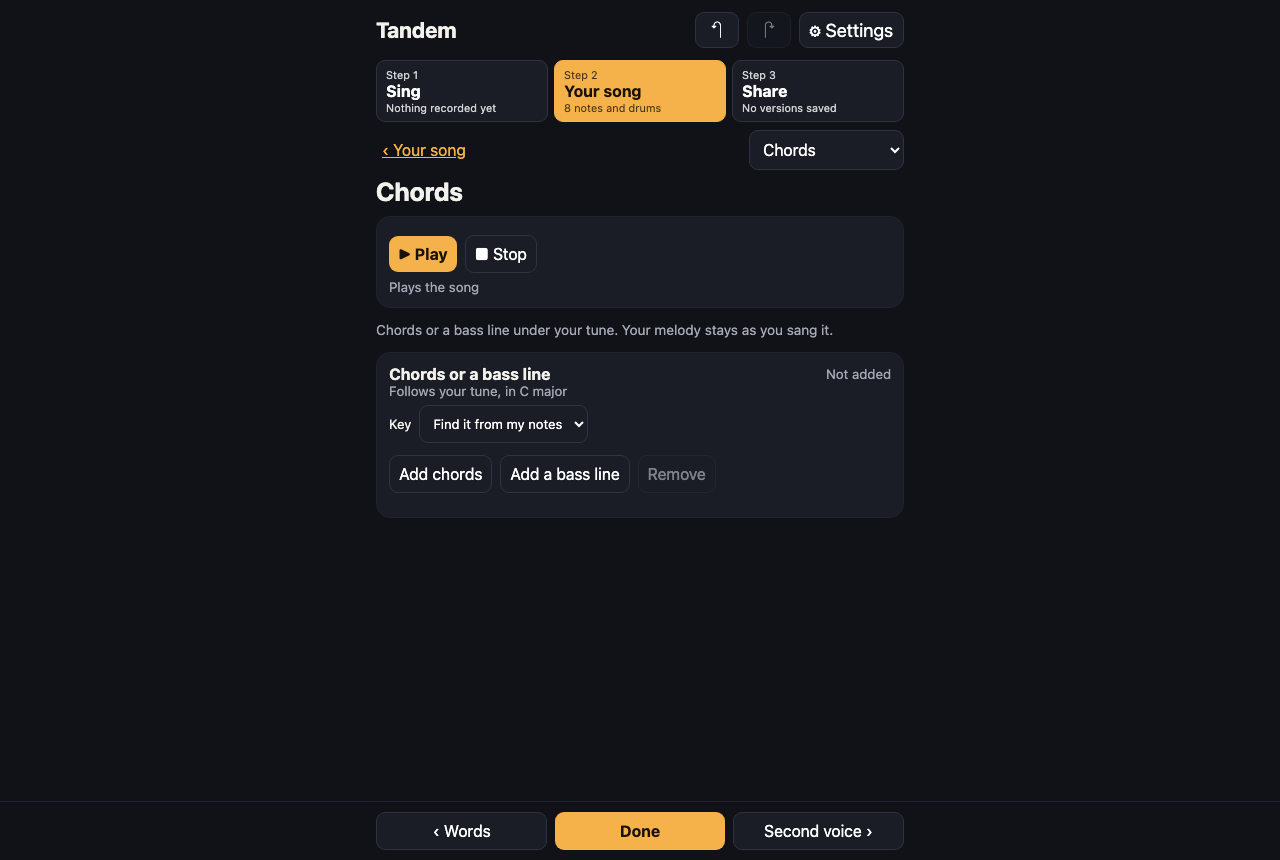 Tandem
⚙ Settings
Step 1
Sing
Nothing recorded yet
Step 2
Your song
8 notes and drums
Step 3
Share
No versions saved
‹ Your song
Chords
Chords
▶ Play
■ Stop
Plays the song
Chords or a bass line under your tune. Your melody stays as you sang it.
Chords or a bass line
Not added
Follows your tune, in C major
Key
Find it from my notes
Add chords
Add a bass line
Remove
‹ Words
Done
Second voice ›